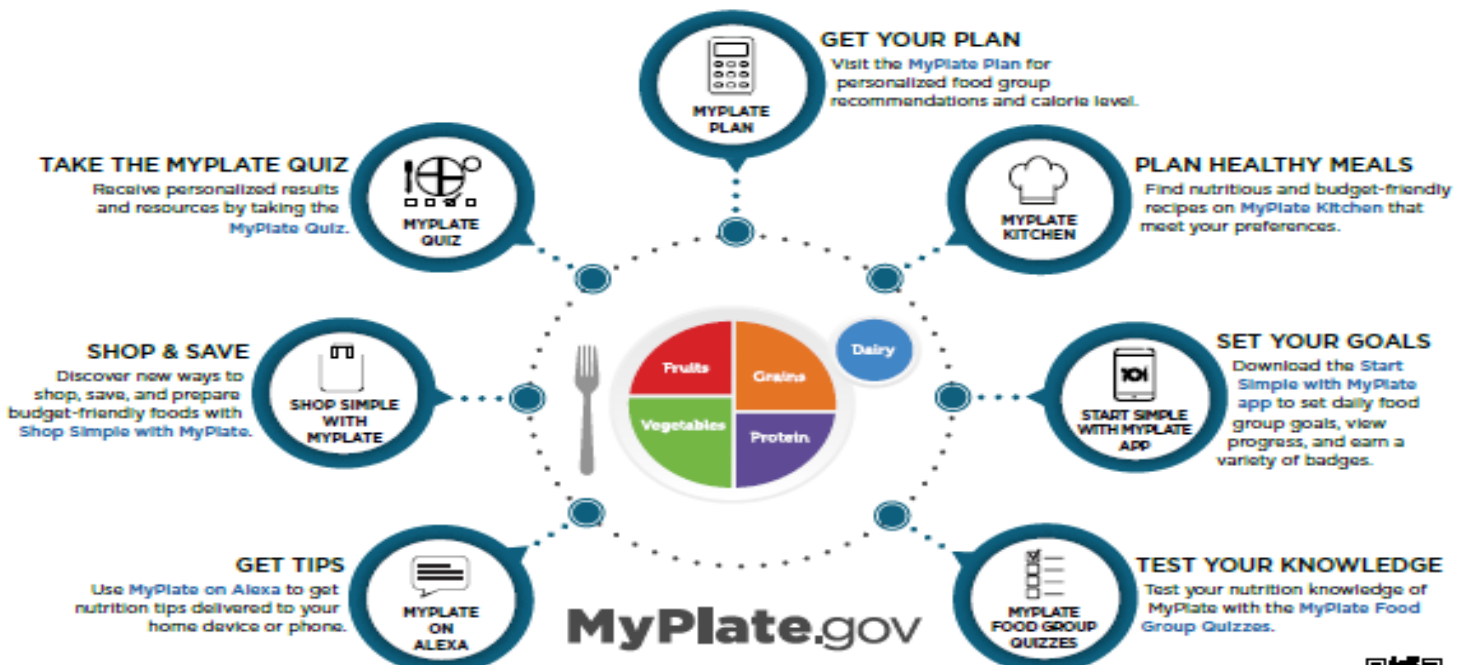 GET YOUR PLAN
Visit the MyPlate Plan for
personalized food group
recommendations and calorie level.
MYPLATE
PLAN
TAKE THE MYPLATE QUIZ
Receive personalized results
and resources by taking the
MyPlate Quiz.
MYPLATE
QUIZ
PLAN HEALTHY MEALS
Find nutritious and budget-friendly
recipes on MyPlate Kitchen that
meet your preferences.
MYPLATE
KITCHEN
SHOP & SAVE
Discover new ways to
shop, save, and prepare
budget-friendly foods with
Shop Simple with MyPlate.
SHOP SIMPLE
WITH
MYPLATE
Fruits
Grains
Dairy
Vegetables
Protein
SET YOUR GOALS
Download the Start
Simple with MyPlate
app to set daily food
group goals, view
progress, and earn a
variety of badges.
START SIMPLE
WITH MYPLATE
APP
GET TIPS
Use MyPlate on Alexa to get
nutrition tips delivered to your
home device or phone.
MYPLATE
ON
ALEXA
MyPlate.gov
TEST YOUR KNOWLEDGE
Test your nutrition knowledge of
MyPlate with the MyPlate Food
Group Quizzes.
MYPLATE
FOOD GROUP
QUIZZES